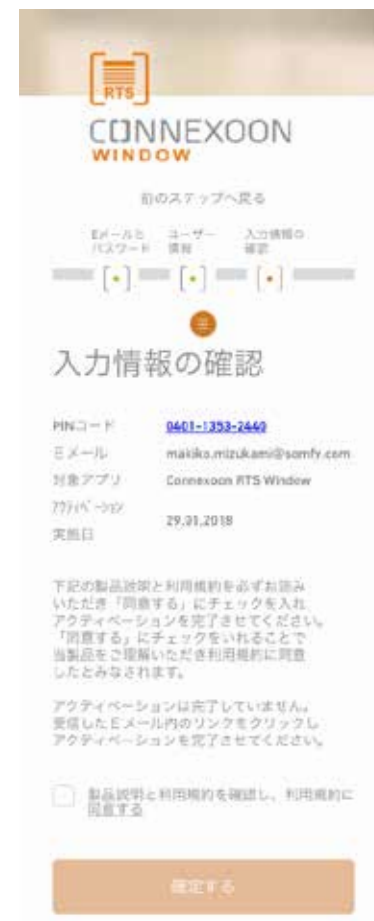 RTS
CONNEXOON
WINDOW
前のステップへ戻る
Eメールと
パスワード
ユーザー
情報
入力情報の
確認
入力情報の確認
PINコード 0401-1353-2440
Eメール makiko.mizukami@somfy.com
対象アプリ Connexoon RTS Window
アクティベーション
実施日 29.01.2018
下記の製品説明と利用規約を必ずお読み
いただき「同意する」にチェックを入れ
アクティベーションを完了させてください。
「同意する」にチェックをいれることで
当製品をご理解いただき利用規約に同意
したとみなされます。
アクティベーションは完了していません。
受信したEメール内のリンクをクリックし
アクティベーションを完了させてください。
製品説明と利用規約を確認し、利用規約に
同意する
確定する